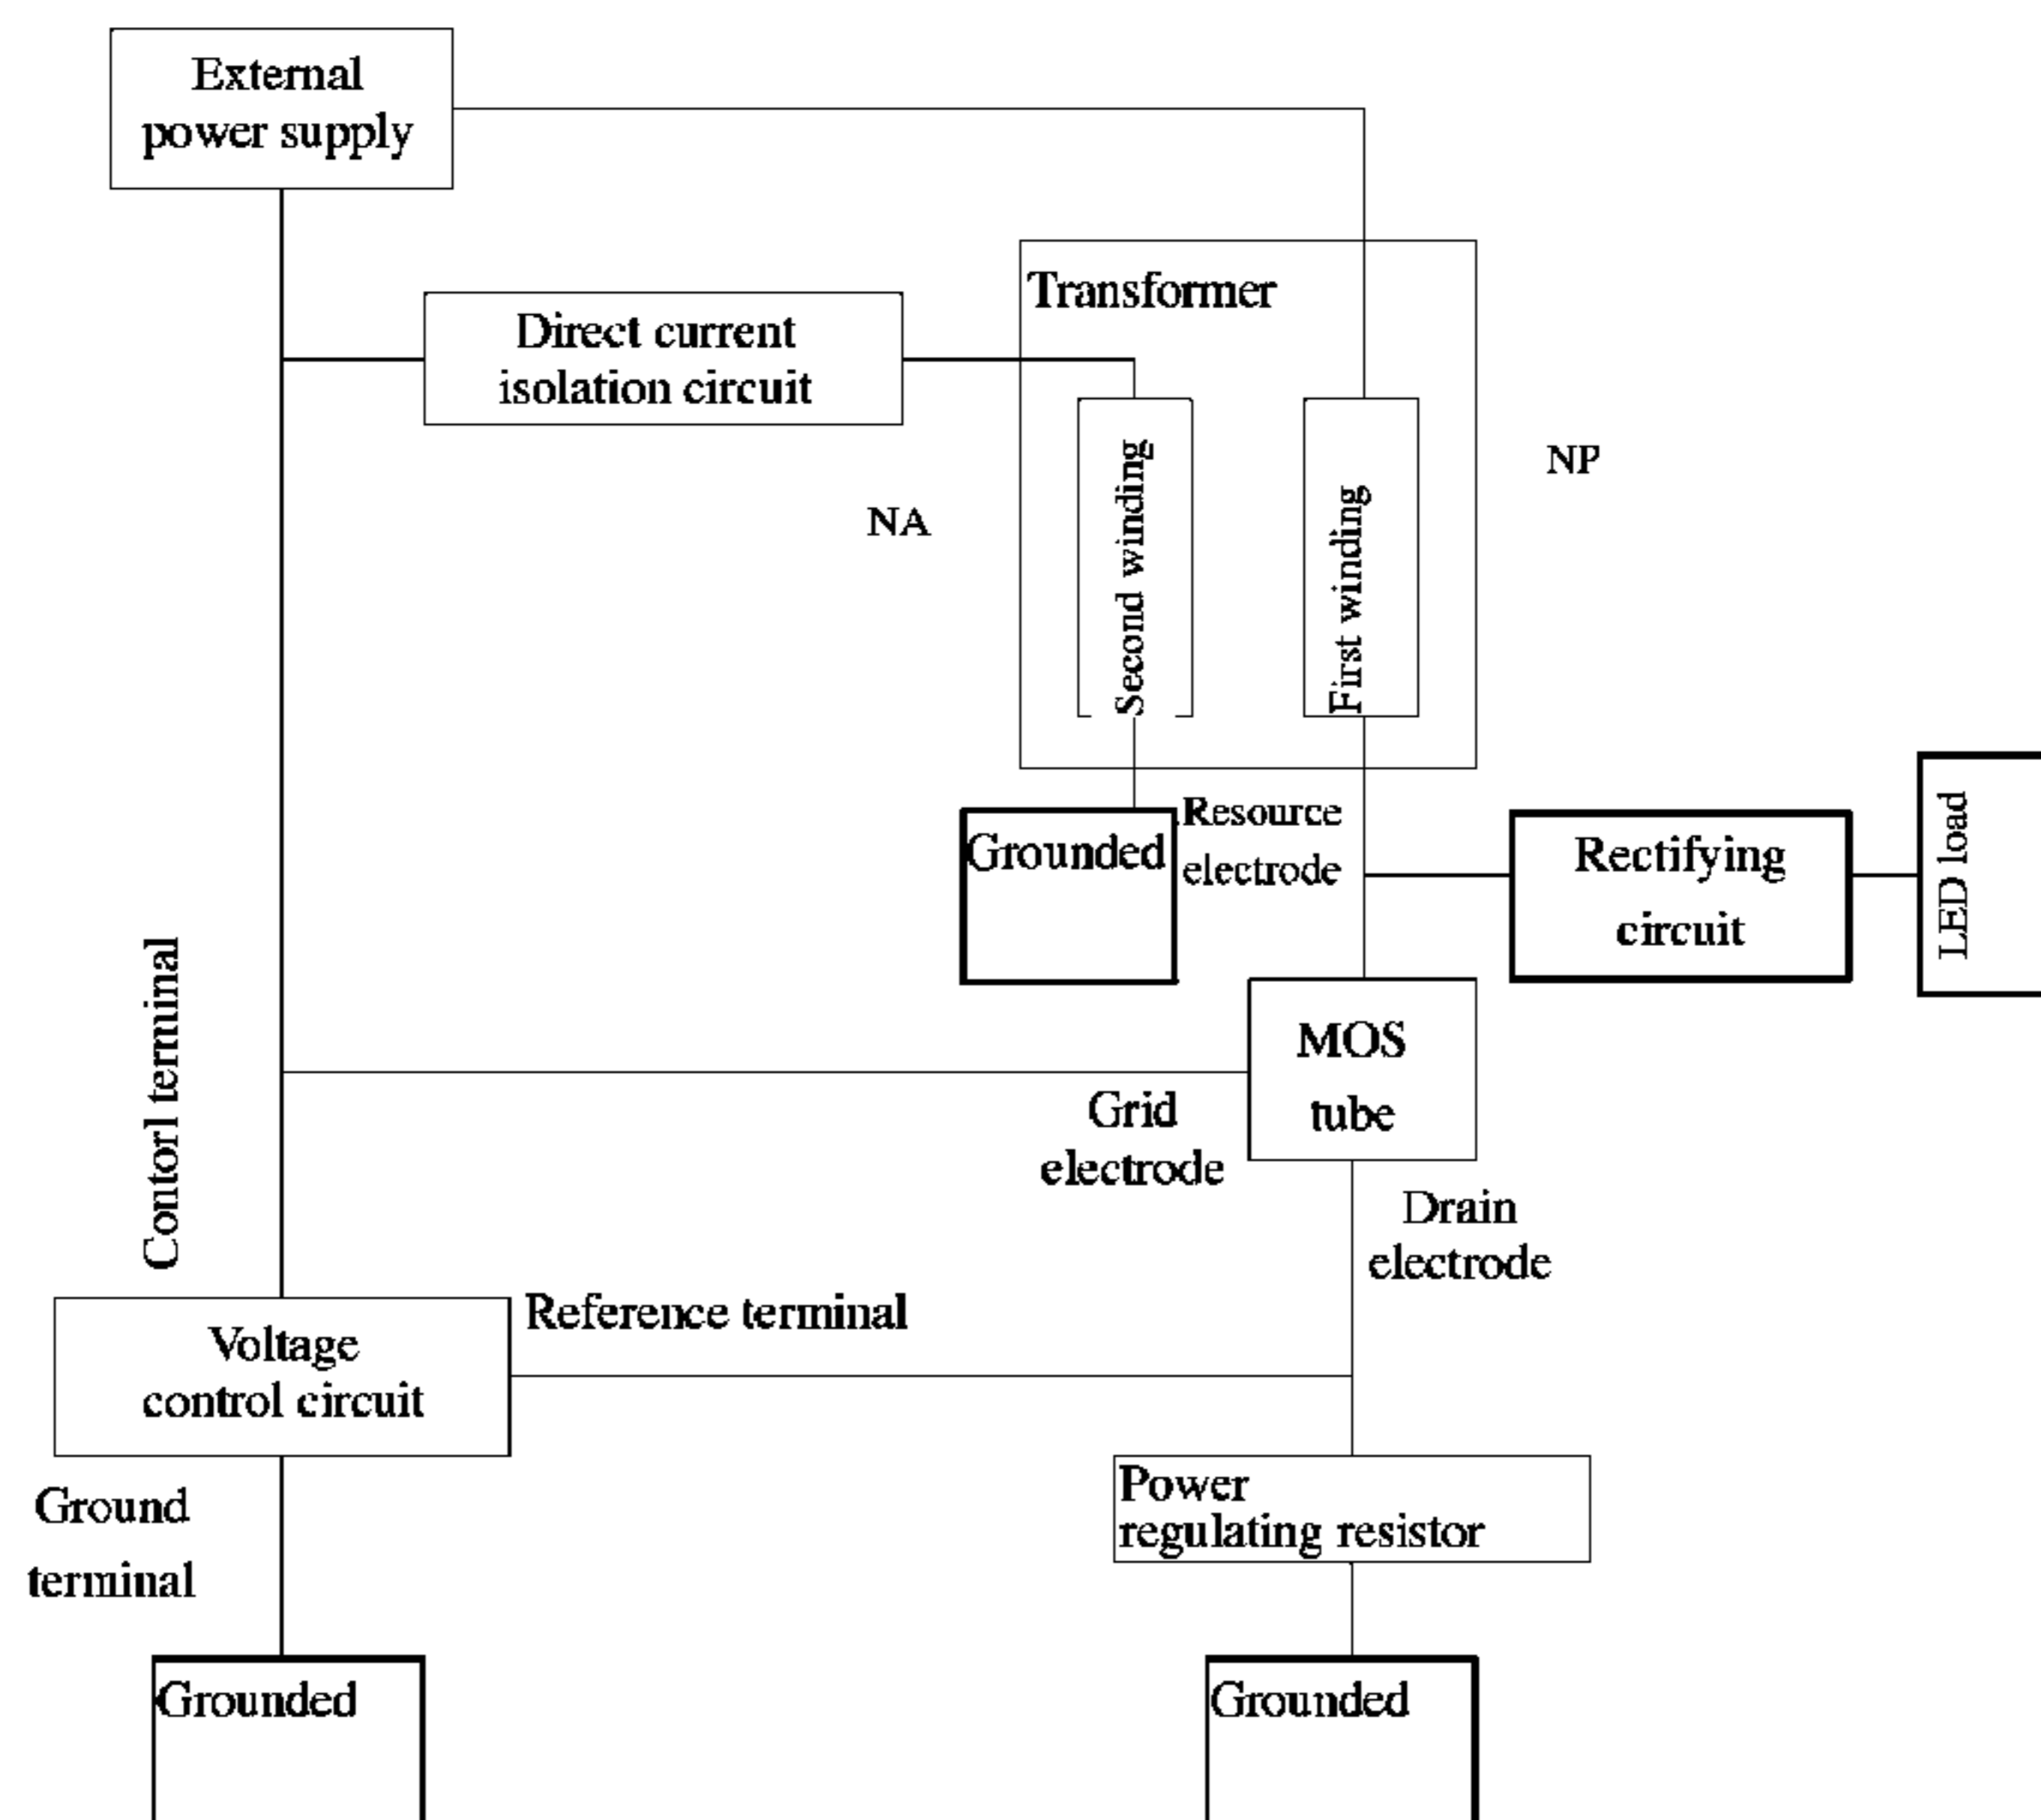 External
power supply
Transformer
Direct current
isolation circuit
NP
NA
Second winding
First winding
Resource
electrode
Grounded
Rectifying
circuit
LED load
MOS
tube
Contorl terminal
Grid
electrode
Drain
electrode
Reference terminal
Voltage
control circuit
Power
regulating resistor
Ground
terminal
Grounded
Grounded